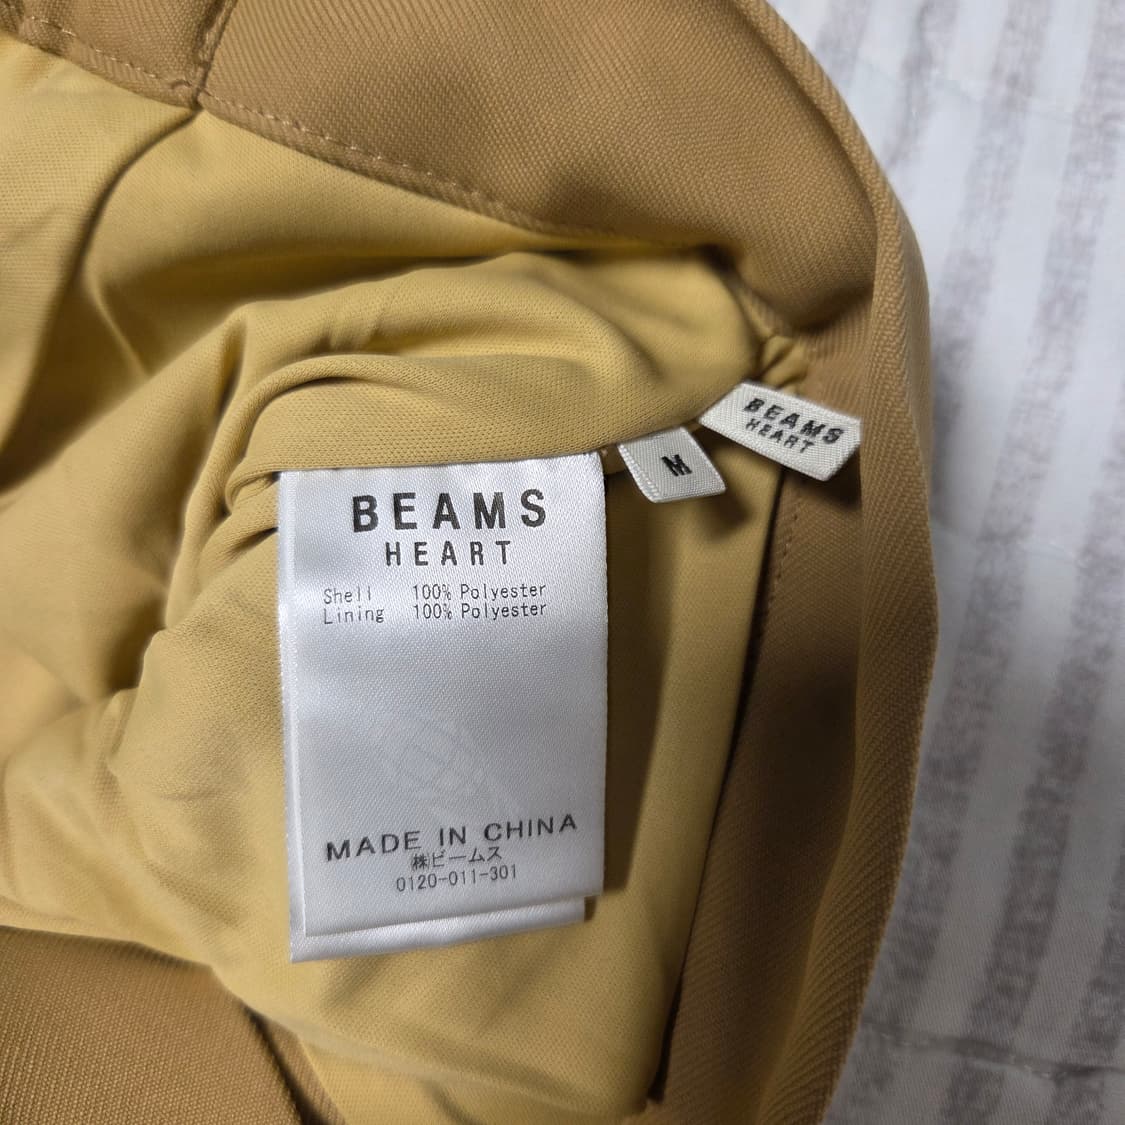 BEAMS
HEART
M
BEAMS
HEART
Shell 100% Polyester
Lining 100% Polyester
MADE IN CHINA
㈱ビームス
0120-011-301